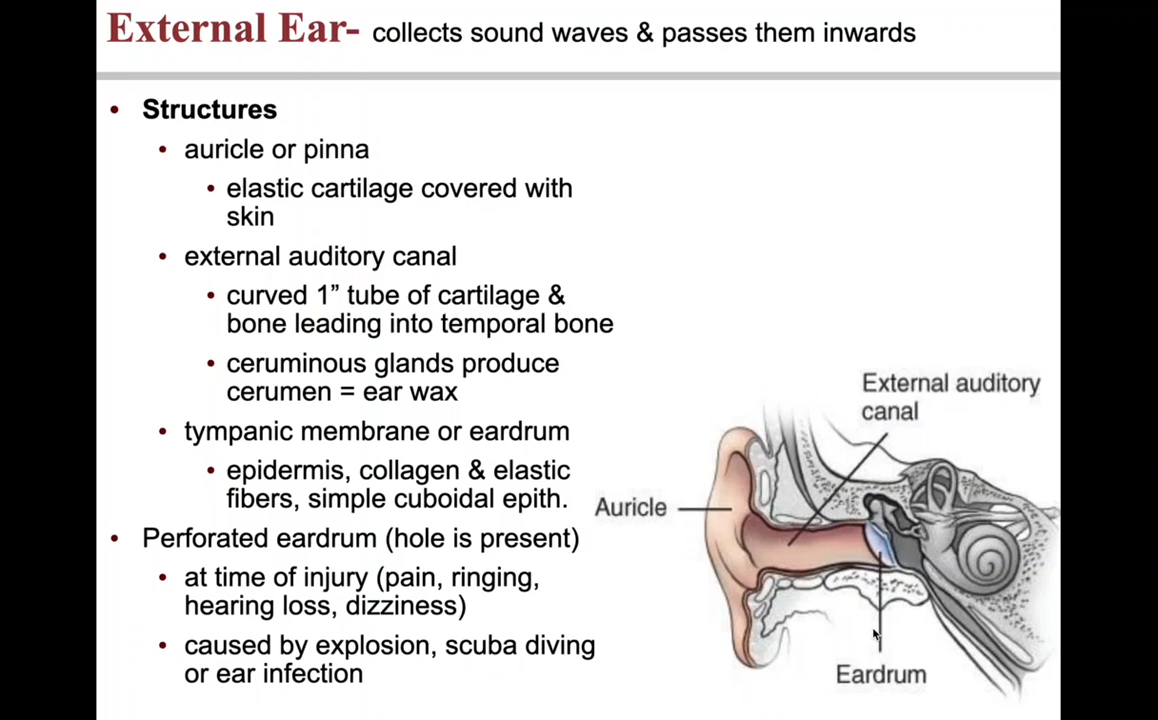 External Ear- collects sound waves & passes them inwards
• Structures
• auricle or pinna
• elastic cartilage covered with
skin
• external auditory canal
• curved 1” tube of cartilage &
bone leading into temporal bone
• ceruminous glands produce
cerumen = ear wax
• tympanic membrane or eardrum
• epidermis, collagen & elastic
fibers, simple cuboidal epith.
• Perforated eardrum (hole is present)
• at time of injury (pain, ringing,
hearing loss, dizziness)
• caused by explosion, scuba diving
or ear infection
External auditory
canal
Auricle
Eardrum